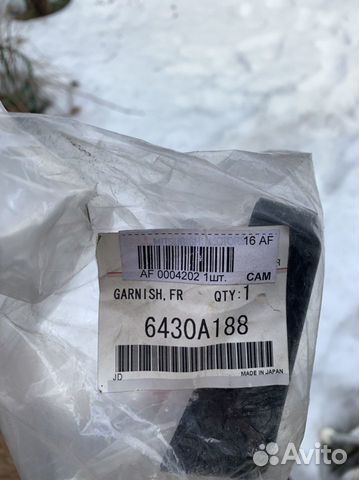 16 AF
AF 0004202 1шт. CAM
GARNISH,FR QTY:1
6430A188
JD MADE IN JAPAN
Avito